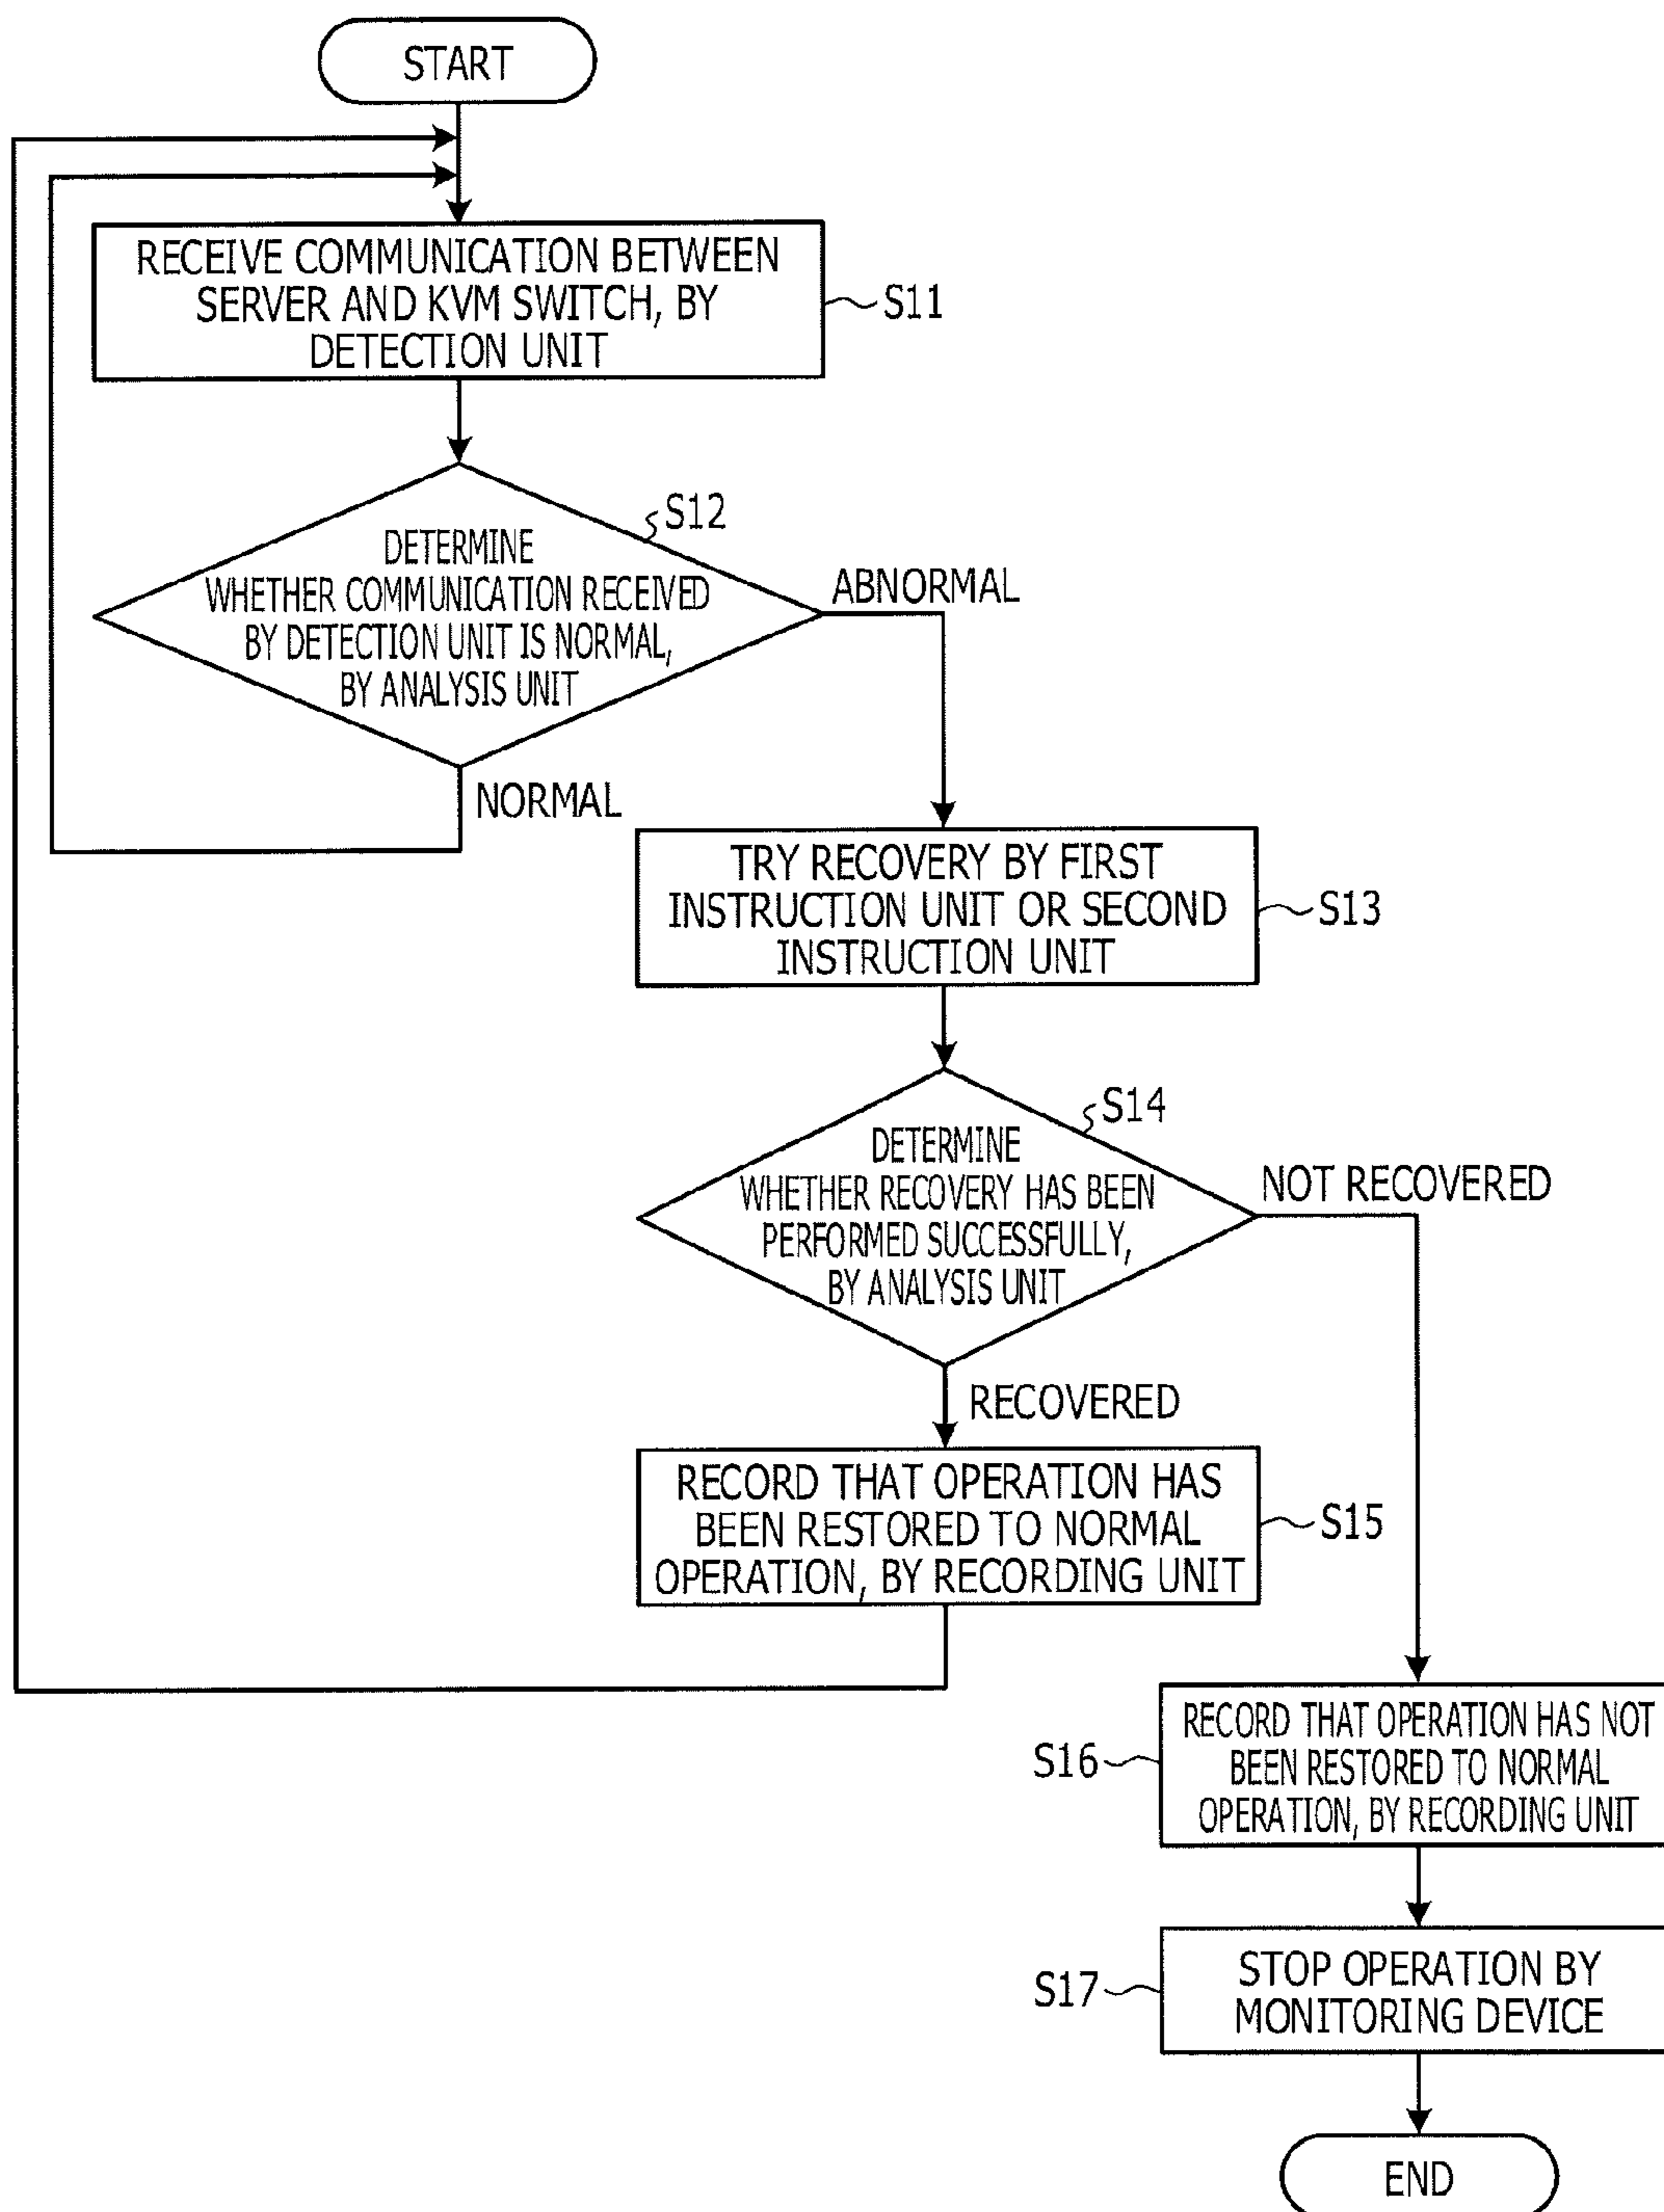 START
RECEIVE COMMUNICATION BETWEEN
SERVER AND KVM SWITCH, BY
DETECTION UNIT
S11
S12
DETERMINE
WHETHER COMMUNICATION RECEIVED
BY DETECTION UNIT IS NORMAL,
BY ANALYSIS UNIT
ABNORMAL
NORMAL
TRY RECOVERY BY FIRST
INSTRUCTION UNIT OR SECOND
INSTRUCTION UNIT
S13
S14
DETERMINE
WHETHER RECOVERY HAS BEEN
PERFORMED SUCCESSFULLY,
BY ANALYSIS UNIT
NOT RECOVERED
RECOVERED
RECORD THAT OPERATION HAS
BEEN RESTORED TO NORMAL
OPERATION, BY RECORDING UNIT
S15
S16
RECORD THAT OPERATION HAS NOT
BEEN RESTORED TO NORMAL
OPERATION, BY RECORDING UNIT
S17
STOP OPERATION BY
MONITORING DEVICE
END